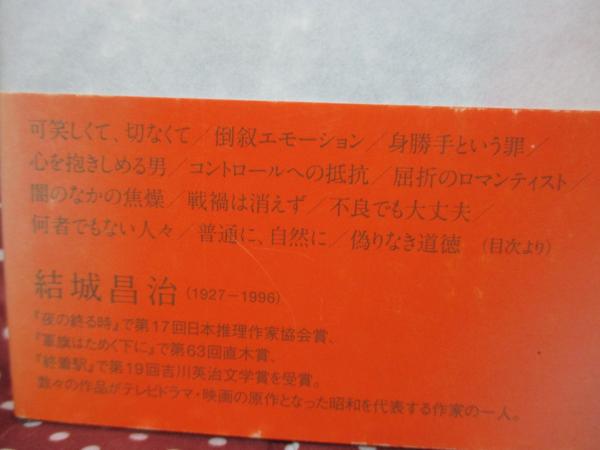 可笑しくて、切なくて／倒叙エモーション／身勝手という罪／
心を抱きしめる男／コントロールへの抵抗／屈折のロマンティスト／
闇のなかの焦燥／戦禍は消えず／不良でも大丈夫／
何者でもない人々／普通に、自然に／偽りなき道徳 （目次より）
結城昌治（1927－1996）
『夜の終る時』で第17回日本推理作家協会賞、
『軍旗はためく下に』で第63回直木賞、
『終着駅』で第19回吉川英治文学賞を受賞。
数々の作品がテレビドラマ・映画の原作となった昭和を代表する作家の一人。